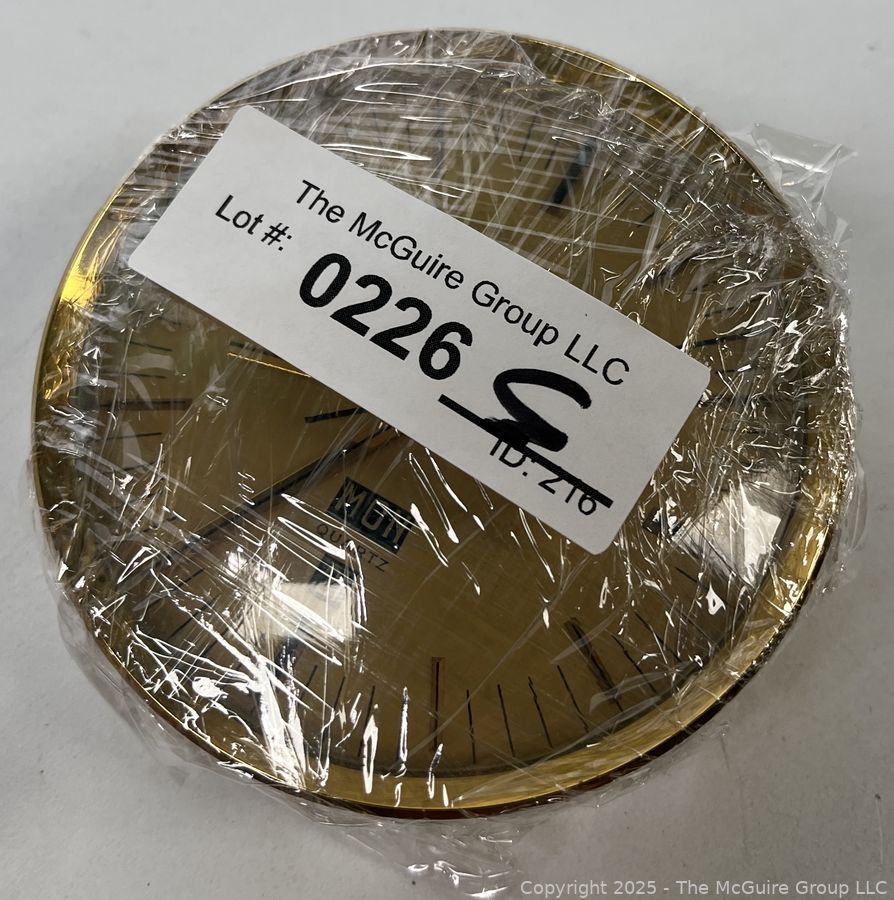 The McGuire Group LLC
Lot #:
0226
ID: 216
QUARTZ
Copyright 2025 - The McGuire Group LLC